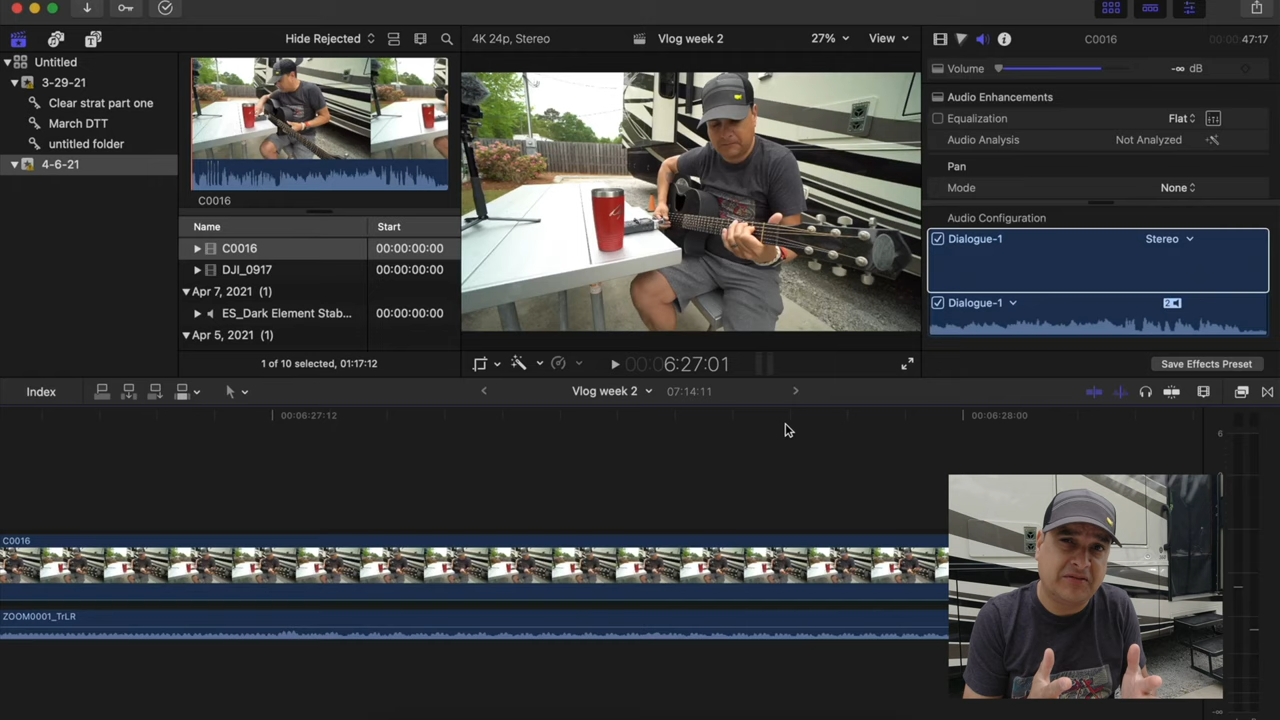 Hide Rejected
4K 24p, Stereo
Vlog week 2
27%
View
C0016
00:00:00:47:17
Untitled
3-29-21
Clear strat part one
March DTT
untitled folder
4-6-21
C0016
Name
Start
C0016
00:00:00:00
DJI_0917
00:00:00:00
Apr 7, 2021 (1)
ES_Dark Element Stab...
00:00:00:00
Apr 5, 2021 (1)
1 of 10 selected, 01:17:12
00:06:27:01
Volume
-∞ dB
Audio Enhancements
Equalization
Flat
Audio Analysis
Not Analyzed
Pan
Mode
None
Audio Configuration
Dialogue-1
Stereo
Dialogue-1
2
Save Effects Preset
Index
Vlog week 2
07:14:11
00:06:27:12
00:06:28:00
6
C0016
ZOOM0001_TrLR
-∞